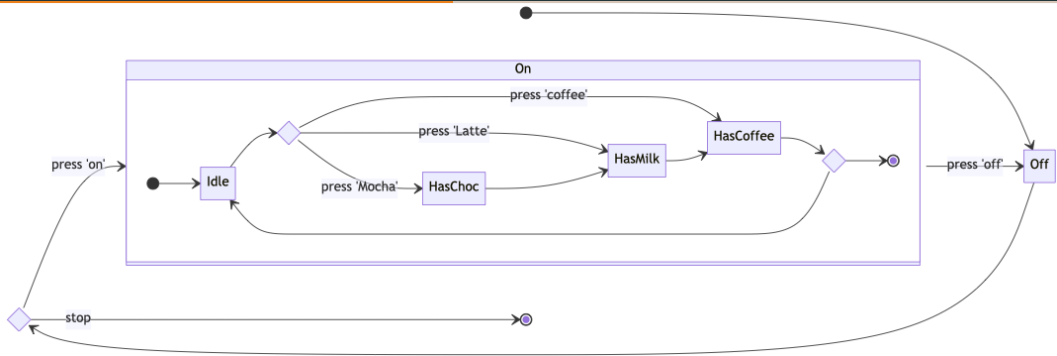 On
press 'coffee'
press 'Latte'
HasCoffee
HasMilk
press 'on'
press 'off'
Off
Idle
press 'Mocha'
HasChoc
stop